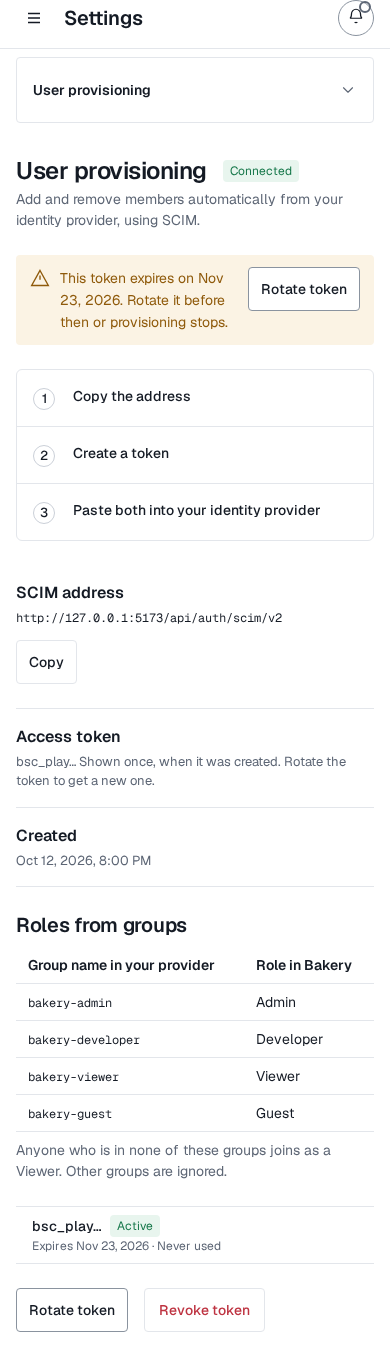 Settings
User provisioning
User provisioning Connected
Add and remove members automatically from your
identity provider, using SCIM.
This token expires on Nov
23, 2026. Rotate it before
then or provisioning stops.
Rotate token
1 Copy the address
2 Create a token
3 Paste both into your identity provider
SCIM address
http://127.0.0.1:5173/api/auth/scim/v2
Copy
Access token
bsc_play… Shown once, when it was created. Rotate the
token to get a new one.
Created
Oct 12, 2026, 8:00 PM
Roles from groups
Group name in your provider Role in Bakery
bakery-admin Admin
bakery-developer Developer
bakery-viewer Viewer
bakery-guest Guest
Anyone who is in none of these groups joins as a
Viewer. Other groups are ignored.
bsc_play… Active
Expires Nov 23, 2026 · Never used
Rotate token Revoke token